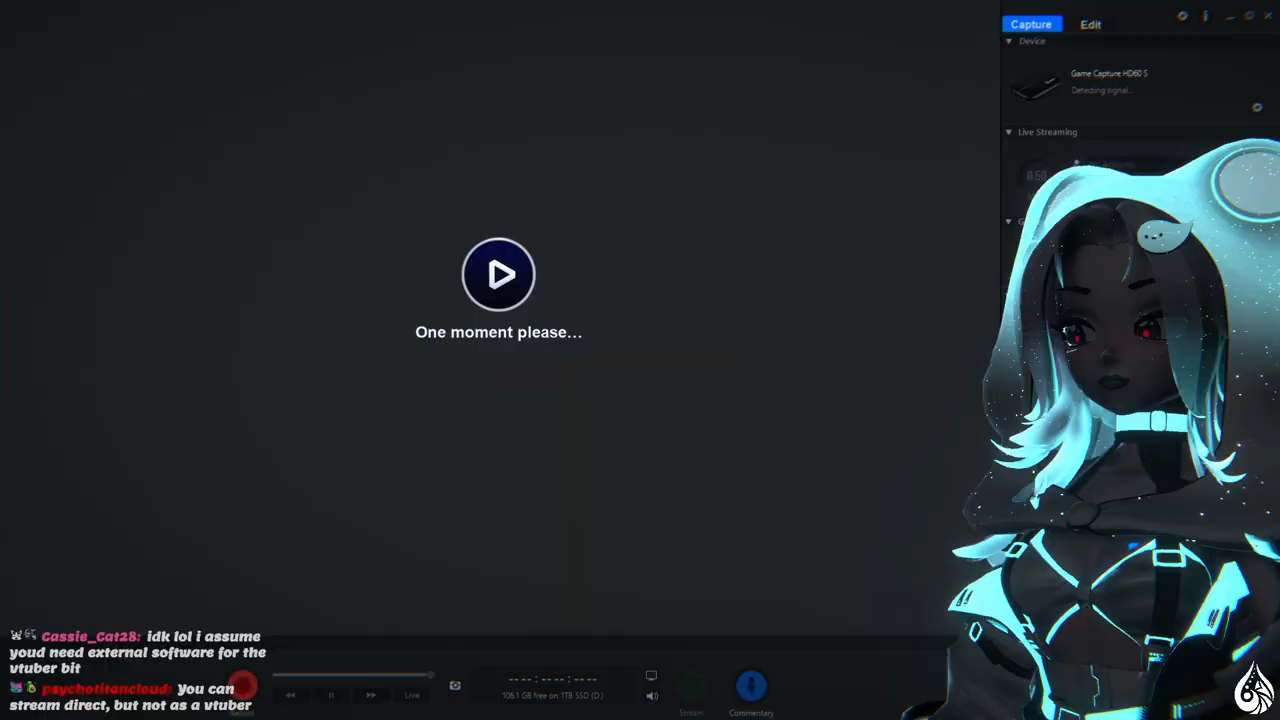 Capture
Edit
Device
Game Capture HD60 S
Detecting signal...
Live Streaming
One moment please...
Cassie_Cat28: idk lol i assume
youd need external software for the
vtuber bit
psychotitancloud: You can
stream direct, but not as a vtuber
Live
---- : ---- : ----
106.1 GB free on 1TB SSD (D:)
Stream
Commentary